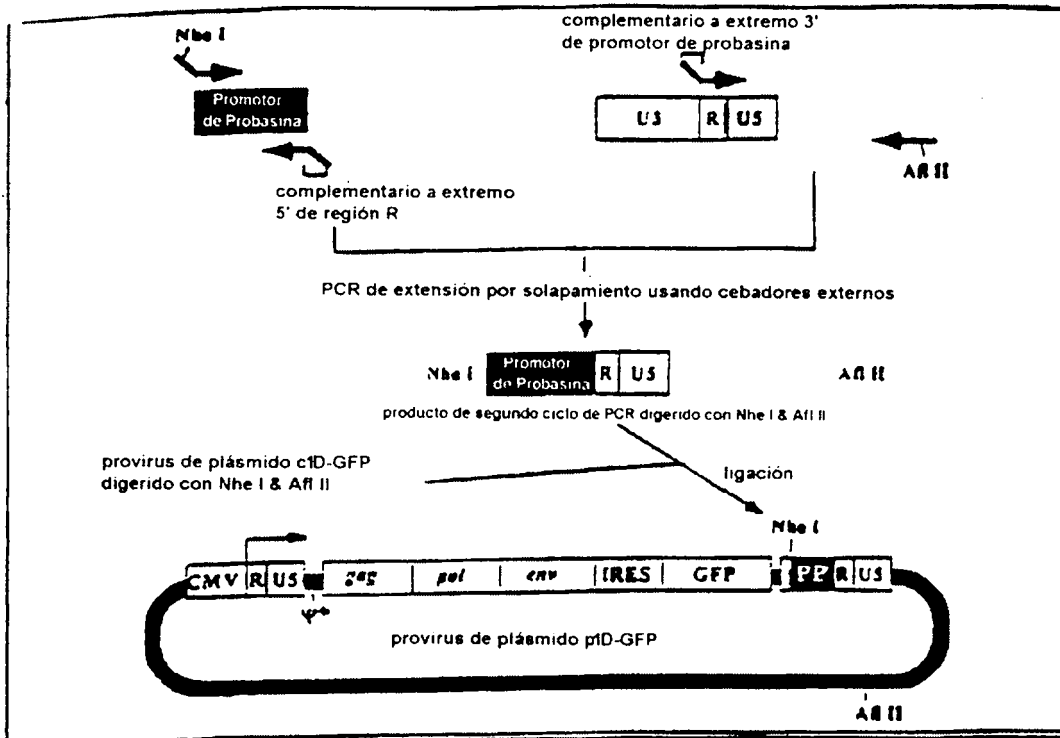 Nhe I
complementario a extremo 3'
de promotor de probasina
Promotor
de Probasina
U3 R U5
Afl II
complementario a extremo
5' de región R
PCR de extensión por solapamiento usando cebadores externos
Nhe I
Promotor
de Probasina
R U5
Afl II
producto de segundo ciclo de PCR digerido con Nhe I & Afl II
provirus de plásmido c1D-GFP
digerido con Nhe I & Afl II
ligación
Nhe I
CMV R U5 gag pol env IRES GFP PP R U5
Ψ+
provirus de plásmido p1D-GFP
Afl II